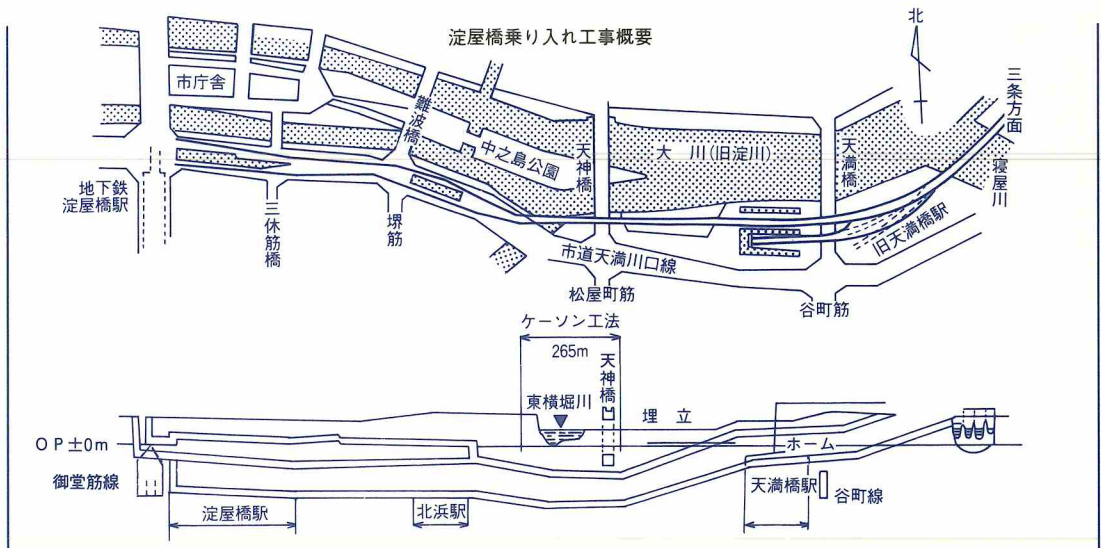 淀屋橋乗り入れ工事概要
北
市庁舎
難波橋
中之島公園
天神橋
大川(旧淀川)
天満橋
三条方面
寝屋川
地下鉄
淀屋橋駅
三休筋橋
堺筋
市道天満川口線
旧天満橋駅
松屋町筋
谷町筋
ケーソン工法
265m
天神橋
東横堀川
埋立
OP±0m
ホーム
御堂筋線
淀屋橋駅
北浜駅
天満橋駅
谷町線